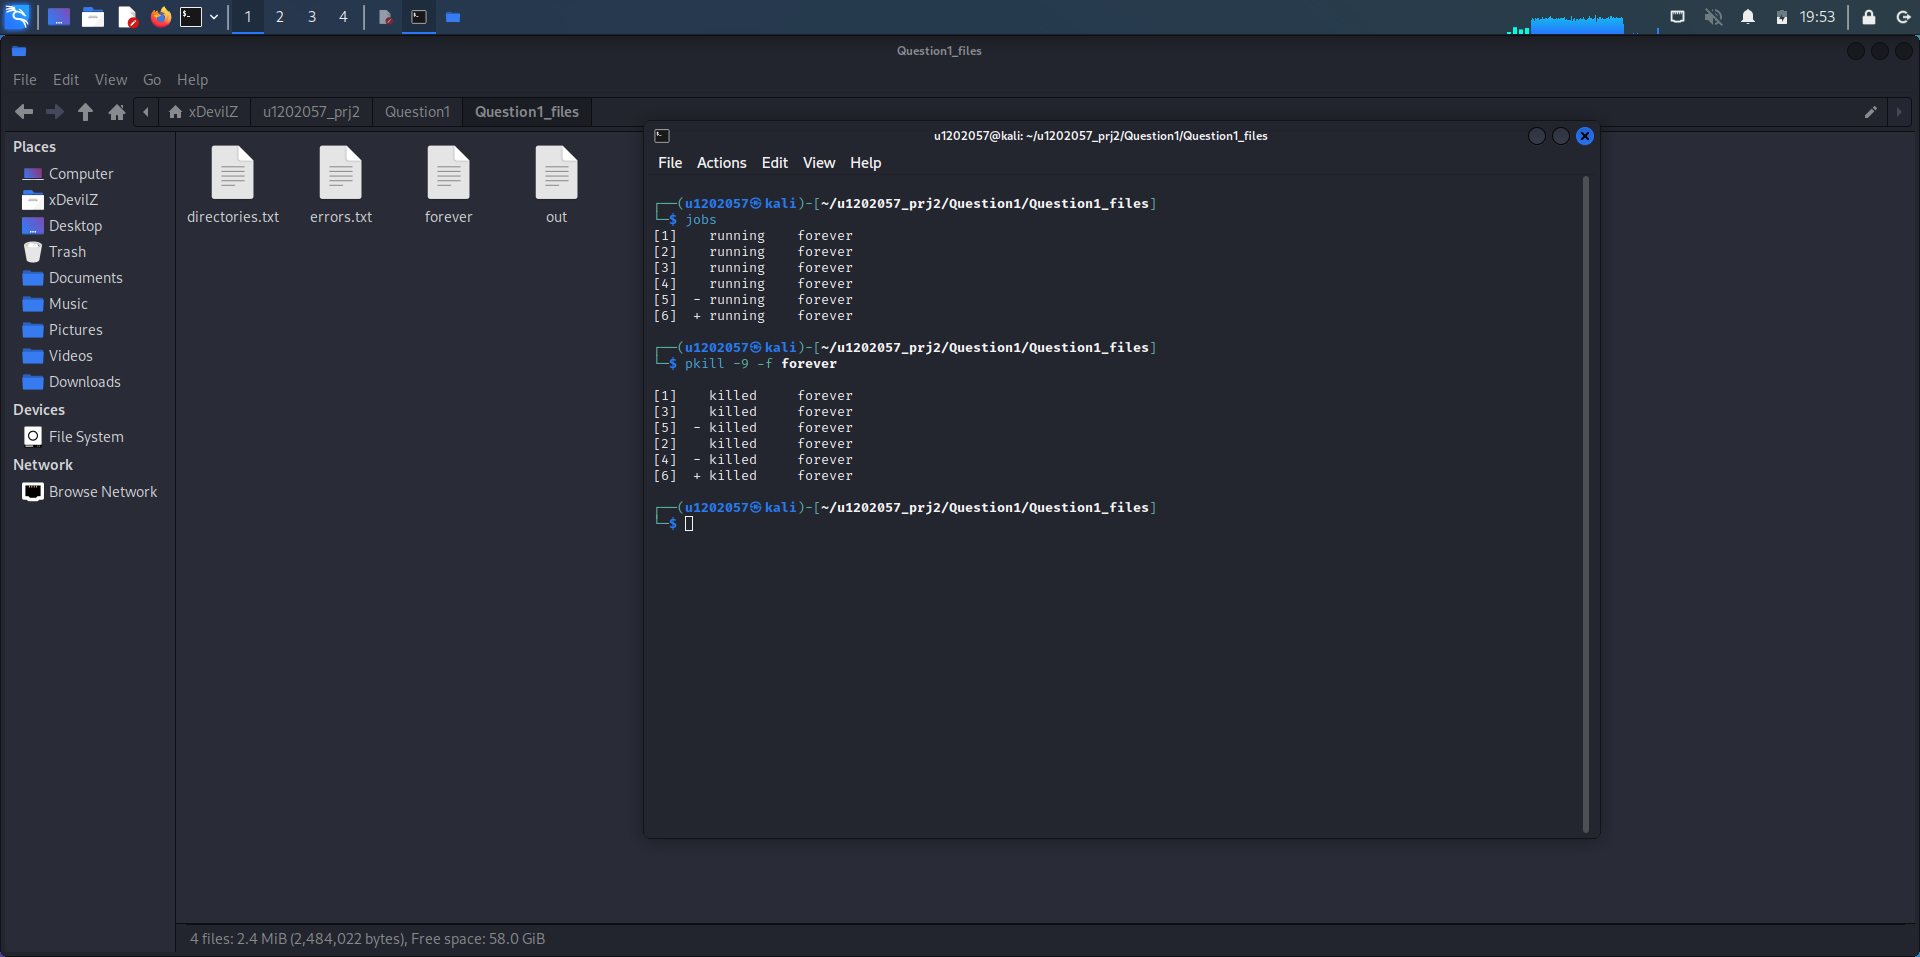 1 2 3 4 19:53
Question1_files
File Edit View Go Help
xDevilZ u1202057_prj2 Question1 Question1_files
Places
Computer
xDevilZ
Desktop
Trash
Documents
Music
Pictures
Videos
Downloads
Devices
File System
Network
Browse Network
directories.txt errors.txt forever out
4 files: 2.4 MiB (2,484,022 bytes), Free space: 58.0 GiB
u1202057@kali: ~/u1202057_prj2/Question1/Question1_files
File Actions Edit View Help
┌──(u1202057㉿kali)-[~/u1202057_prj2/Question1/Question1_files]
└─$ jobs
[1]    running    forever
[2]    running    forever
[3]    running    forever
[4]    running    forever
[5]  - running    forever
[6]  + running    forever
┌──(u1202057㉿kali)-[~/u1202057_prj2/Question1/Question1_files]
└─$ pkill -9 -f forever
[1]    killed     forever
[3]    killed     forever
[5]  - killed     forever
[2]    killed     forever
[4]  - killed     forever
[6]  + killed     forever
┌──(u1202057㉿kali)-[~/u1202057_prj2/Question1/Question1_files]
└─$